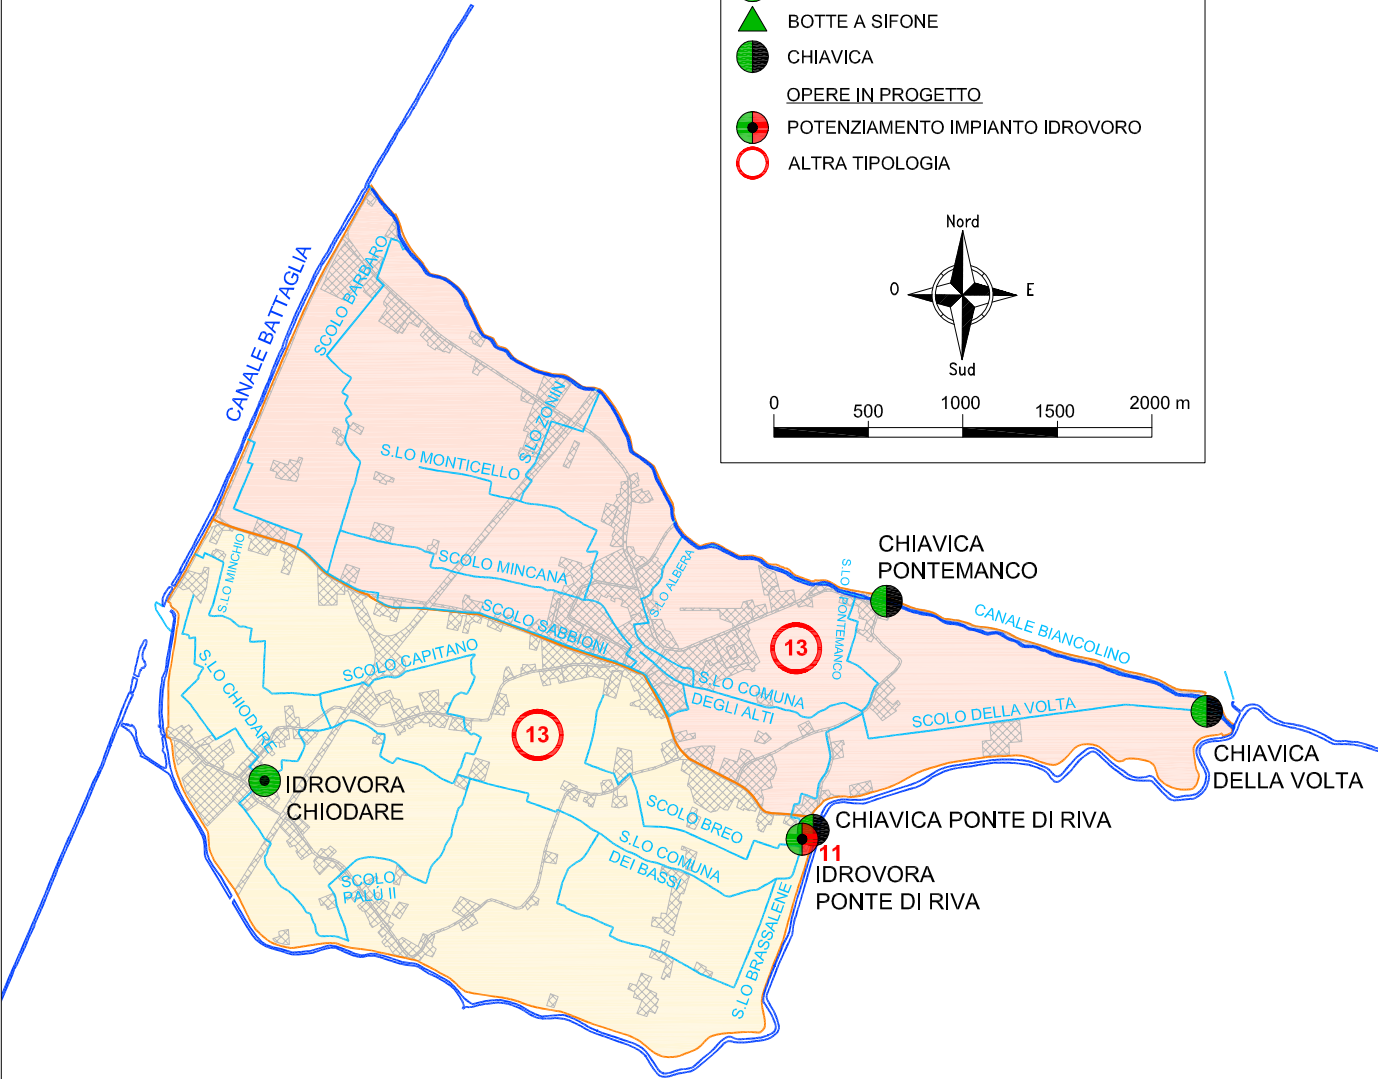 BOTTE A SIFONE
CHIAVICA
OPERE IN PROGETTO
POTENZIAMENTO IMPIANTO IDROVORO
ALTRA TIPOLOGIA
Nord
O
E
Sud
0
500
1000
1500
2000 m
CANALE BATTAGLIA
SCOLO BARBARO
S.LO ZONIN
S.LO MONTICELLO
SCOLO MINCANA
S.LO MINCHIO
SCOLO SABBIONI
S.LO ALBERA
S.LO PONTEMANCO
CHIAVICA
PONTEMANCO
CANALE BIANCOLINO
13
S.LO COMUNA
DEGLI ALTI
SCOLO DELLA VOLTA
CHIAVICA
DELLA VOLTA
SCOLO CAPITANO
S.LO CHIODARE
13
IDROVORA
CHIODARE
SCOLO BREO
S.LO COMUNA
DEI BASSI
CHIAVICA PONTE DI RIVA
11
IDROVORA
PONTE DI RIVA
SCOLO
PALÙ II
S.LO BRASSALENE